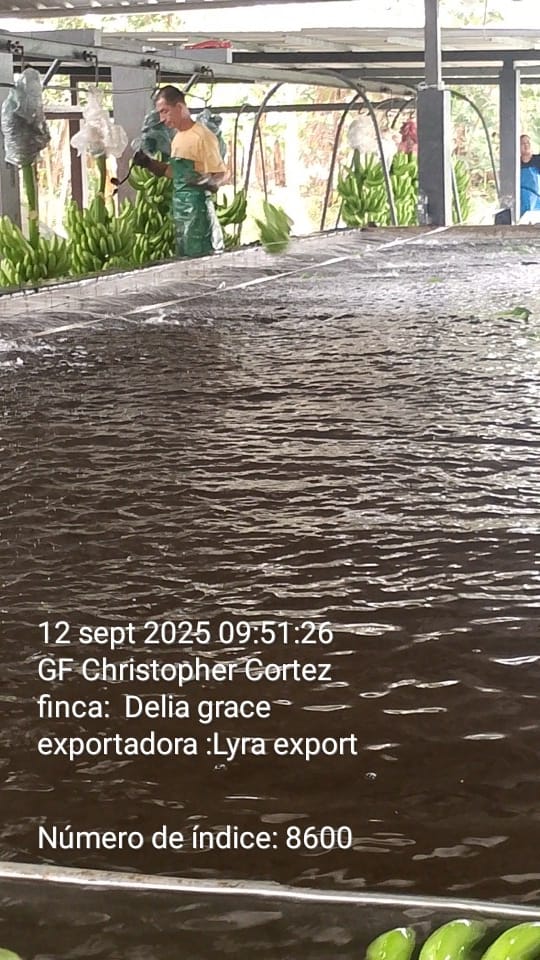 12 sept 2025 09:51:26
GF Christopher Cortez
finca:  Delia grace
exportadora :Lyra export
Número de índice: 8600